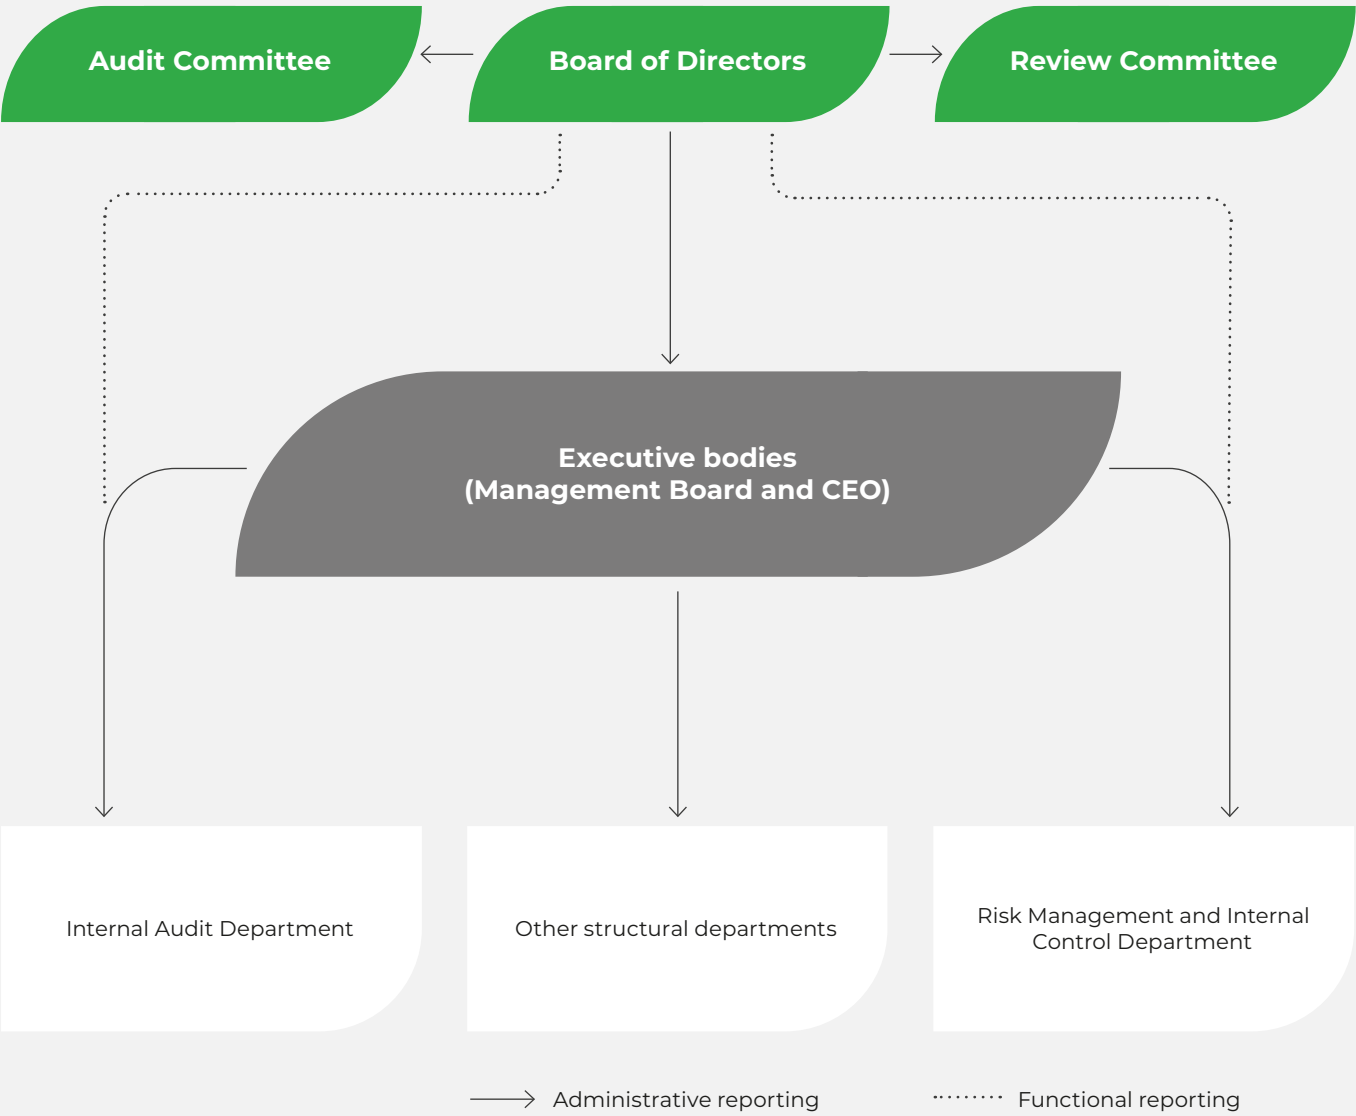 Audit Committee
Board of Directors
Review Committee
Executive bodies
(Management Board and CEO)
Internal Audit Department
Other structural departments
Risk Management and Internal
Control Department
Administrative reporting
Functional reporting